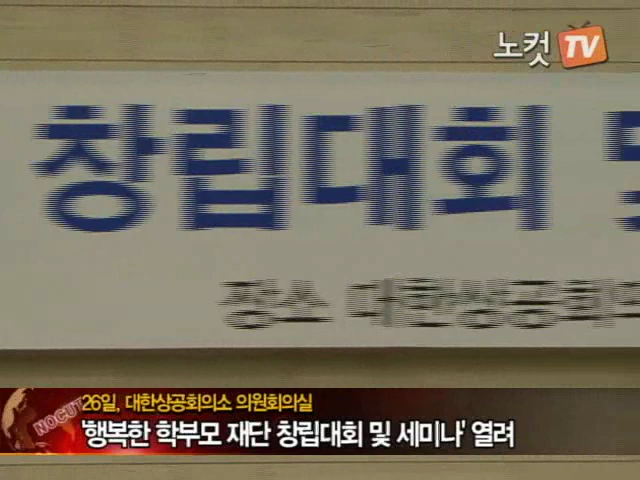 노컷 TV
창립대회 및
장소 대한상공회의
26일, 대한상공회의소 의원회의실
NOCUT
'행복한 학부모 재단 창립대회 및 세미나' 열려